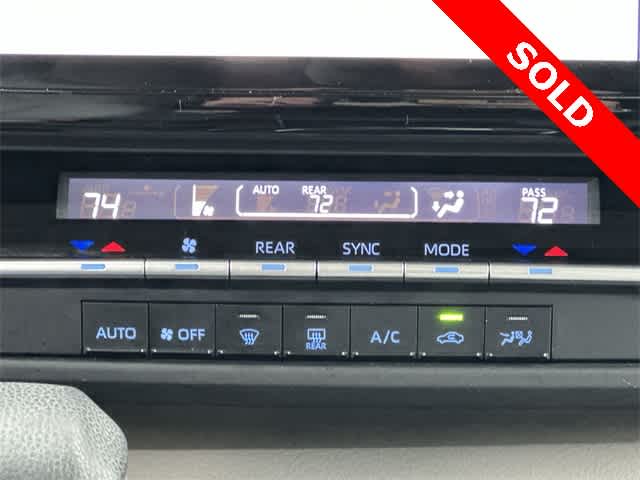 SOLD
AUTO REAR PASS
74 72 72
REAR SYNC MODE
AUTO OFF REAR A/C